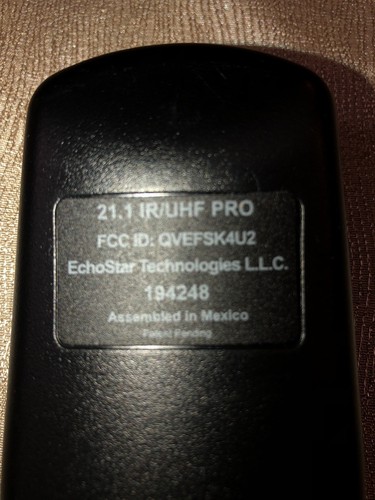 21.1 IR/UHF PRO
FCC ID: QVEFSK4U2
EchoStar Technologies L.L.C.
194248
Assembled in Mexico
Patent Pending